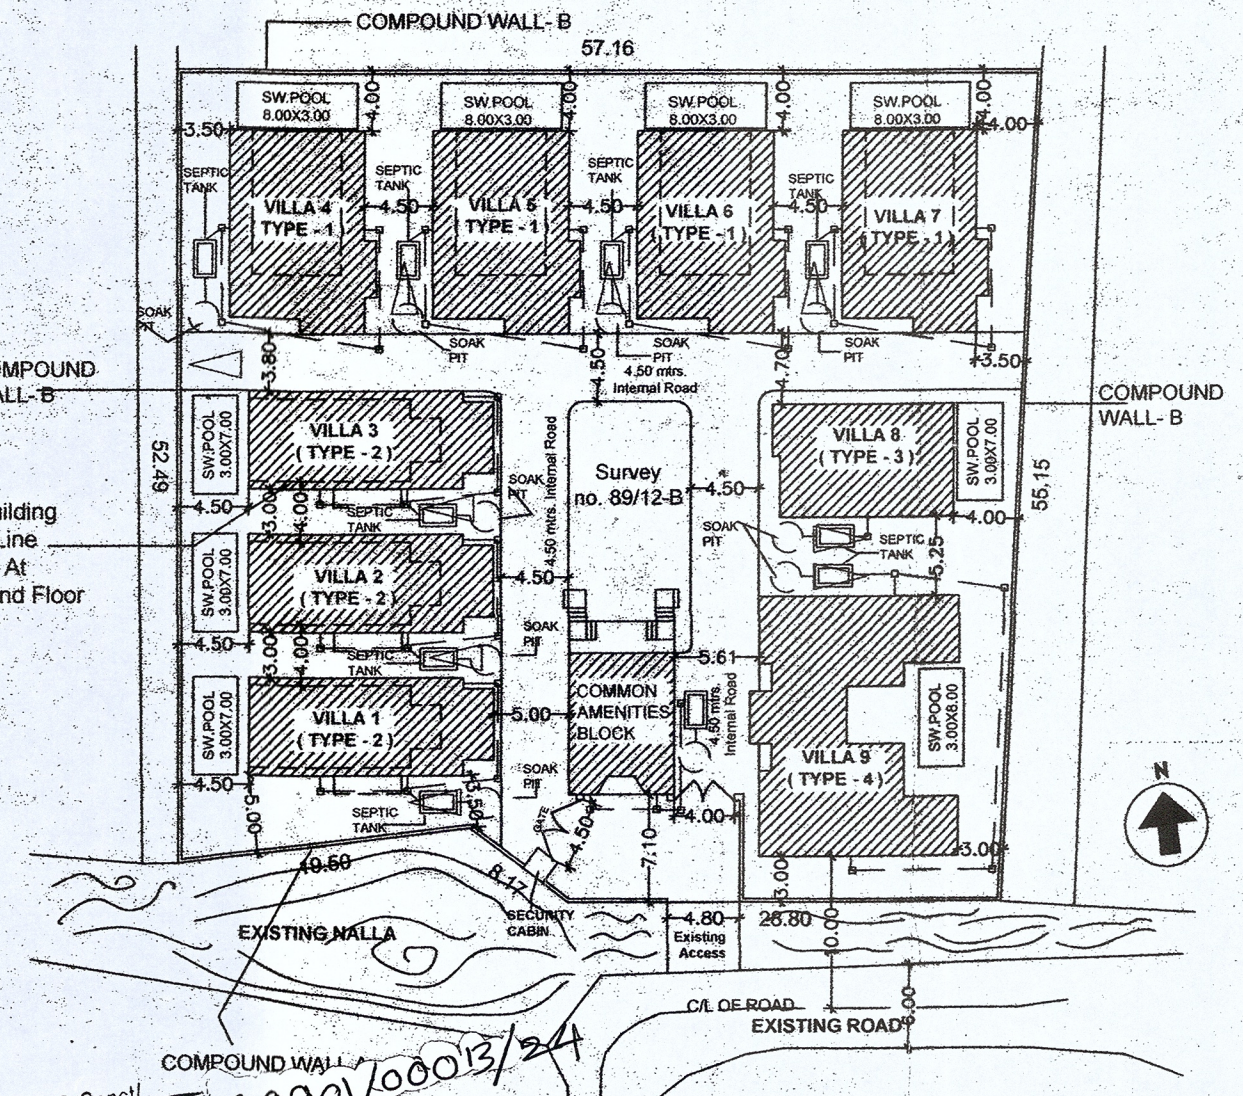 COMPOUND WALL- B
57.16
SW.POOL
8.00X3.00
4.00
SW.POOL
8.00X3.00
4.00
SW.POOL
8.00X3.00
4.00
SW.POOL
8.00X3.00
4.00
3.50
4.00
SEPTIC
TANK
SEPTIC
TANK
SEPTIC
TANK
SEPTIC
TANK
VILLA 4
TYPE - 1
4.50
VILLA 5
TYPE - 1
4.50
VILLA 6
( TYPE - 1 )
4.50
VILLA 7
( TYPE - 1 )
SOAK
PIT
SOAK
PIT
SOAK
PIT
SOAK
PIT
3.80
4.50
4.50 mtrs.
Internal Road
4.70
3.50
OMPOUND
ALL- B
COMPOUND
WALL- B
SW.POOL
3.00X7.00
VILLA 3
( TYPE - 2 )
4.50 mtrs. Internal Road
Survey
no. 89/12-B
VILLA 8
( TYPE - 3 )
SW.POOL
3.00X7.00
52.49
55.15
4.50
3.00
4.00
SEPTIC
TANK
SOAK
PIT
4.50
4.00
ilding
Line
At
nd Floor
SOAK
PIT
SEPTIC
TANK
5.25
SW.POOL
3.00X7.00
VILLA 2
( TYPE - 2 )
4.50
4.50
3.00
4.00
SEPTIC
TANK
SOAK
PIT
5.61
SW.POOL
3.00X7.00
VILLA 1
( TYPE - 2 )
5.00
COMMON
AMENITIES
BLOCK
4.50 mtrs.
Internal Road
SW.POOL
3.00X8.00
VILLA 9
( TYPE - 4 )
4.50
5.00
3.50
SEPTIC
TANK
SOAK
PIT
GATE
4.50
7.10
4.00
3.00
3.00
N
19.50
8.17
SECURITY
CABIN
4.80
Existing
Access
28.80
10.00
EXISTING NALLA
C/L OF ROAD
EXISTING ROAD
6.00
COMPOUND WALL
/00013/24